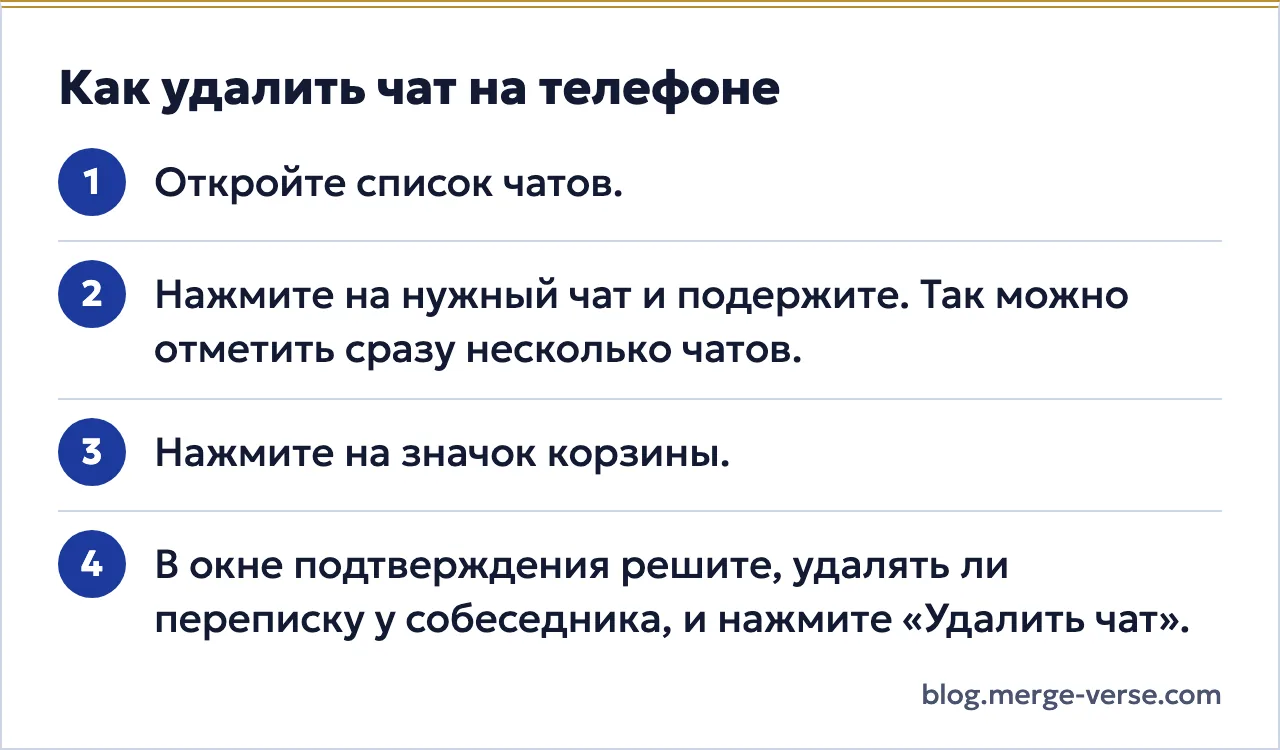 Как удалить чат на телефоне
1 Откройте список чатов.
2 Нажмите на нужный чат и подержите. Так можно
отметить сразу несколько чатов.
3 Нажмите на значок корзины.
4 В окне подтверждения решите, удалять ли
переписку у собеседника, и нажмите «Удалить чат».
blog.merge-verse.com